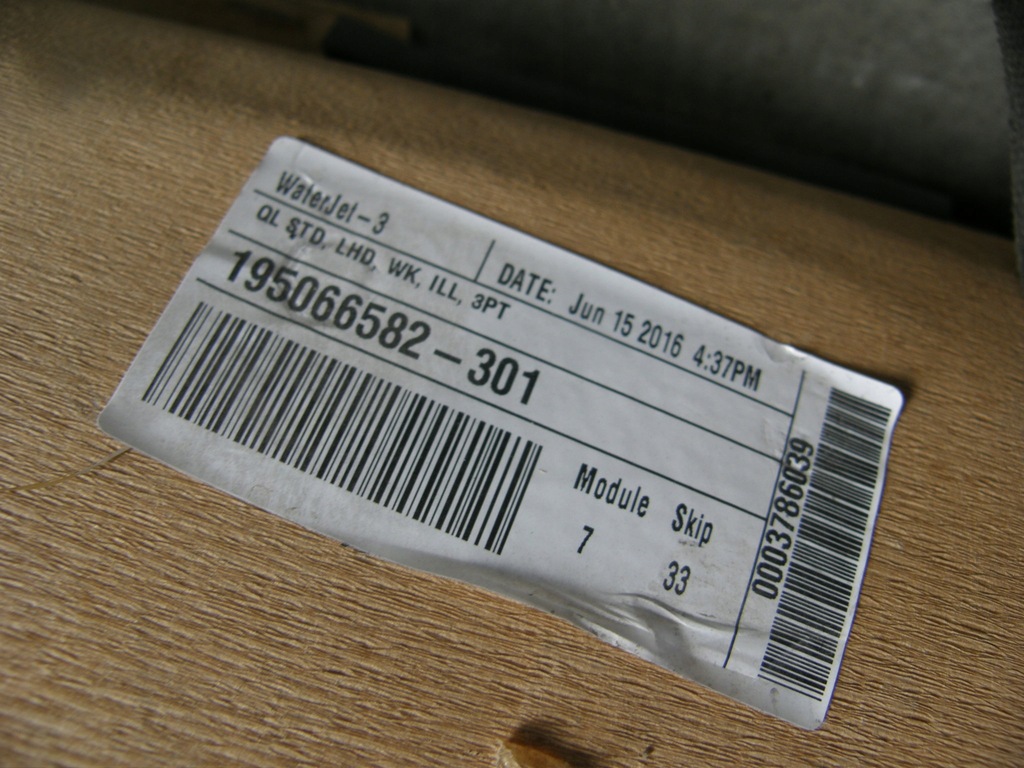 WaterJet-3
DATE: Jun 15 2016 4:37PM
QL STD, LHD, WK, ILL, 3PT
195066582-301
Module Skip
7 33
0003786039